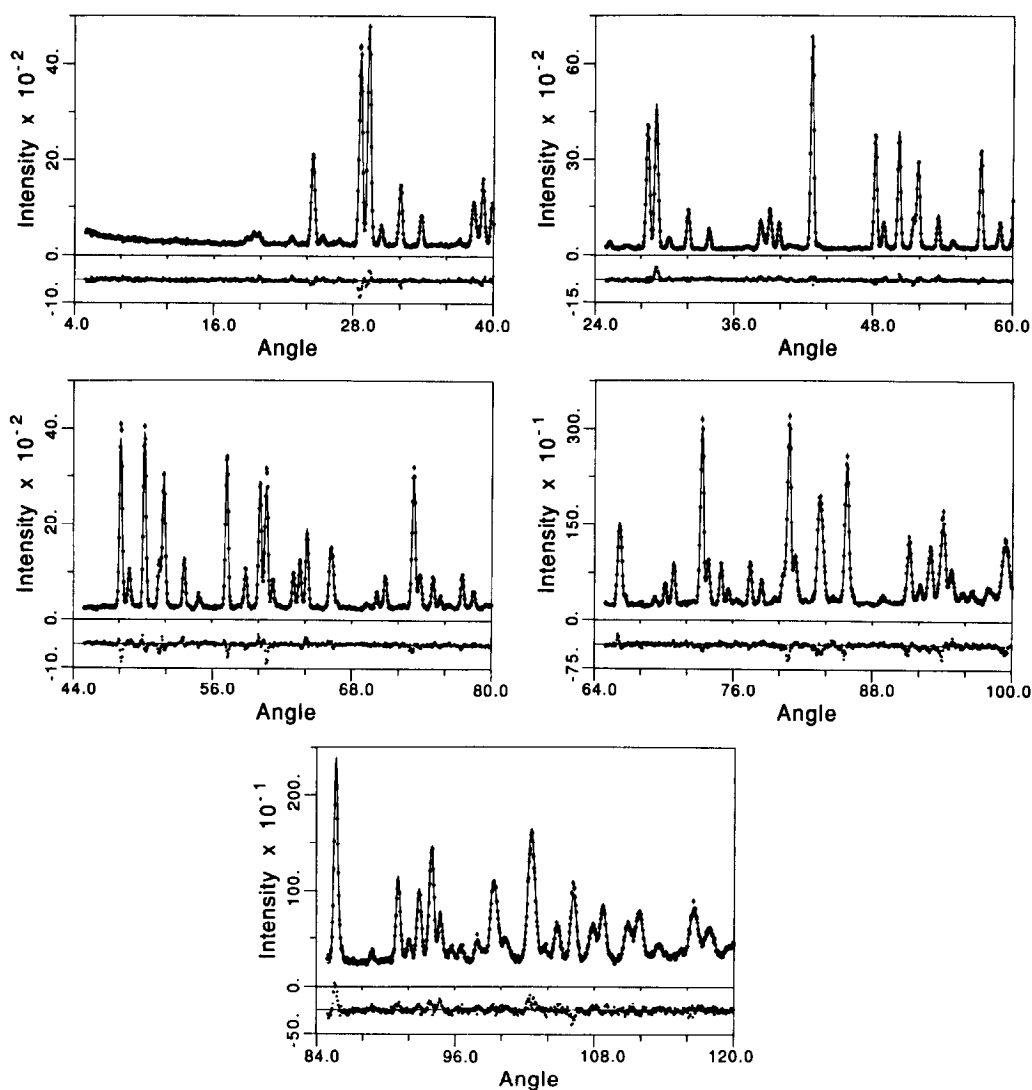 Intensity x 10⁻²
40.
20.
0.
-10.
4.0 16.0 28.0 40.0
Angle
Intensity x 10⁻²
60.
30.
0.
-15.
24.0 36.0 48.0 60.0
Angle
Intensity x 10⁻²
40.
20.
0.
-10.
44.0 56.0 68.0 80.0
Angle
Intensity x 10⁻¹
300.
150.
0.
-75.
64.0 76.0 88.0 100.0
Angle
Intensity x 10⁻¹
200.
100.
0.
-50.
84.0 96.0 108.0 120.0
Angle